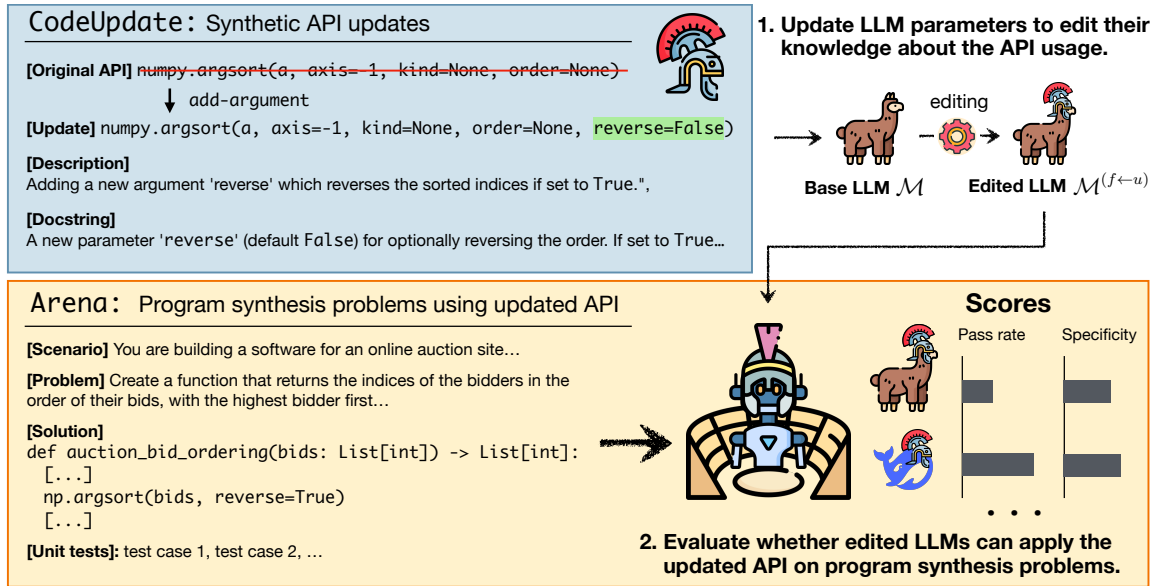 CodeUpdate: Synthetic API updates
[Original API] numpy.argsort(a, axis=-1, kind=None, order=None)
add-argument
[Update] numpy.argsort(a, axis=-1, kind=None, order=None, reverse=False)
[Description]
Adding a new argument 'reverse' which reverses the sorted indices if set to True.",
[Docstring]
A new parameter 'reverse' (default False) for optionally reversing the order. If set to True…
1. Update LLM parameters to edit their
knowledge about the API usage.
editing
Base LLM ℳ
Edited LLM ℳ^(f←u)
Arena: Program synthesis problems using updated API
[Scenario] You are building a software for an online auction site…
[Problem] Create a function that returns the indices of the bidders in the
order of their bids, with the highest bidder first…
[Solution]
def auction_bid_ordering(bids: List[int]) -> List[int]:
[...]
np.argsort(bids, reverse=True)
[...]
[Unit tests]: test case 1, test case 2, …
Scores
Pass rate
Specificity
. . .
2. Evaluate whether edited LLMs can apply the
updated API on program synthesis problems.